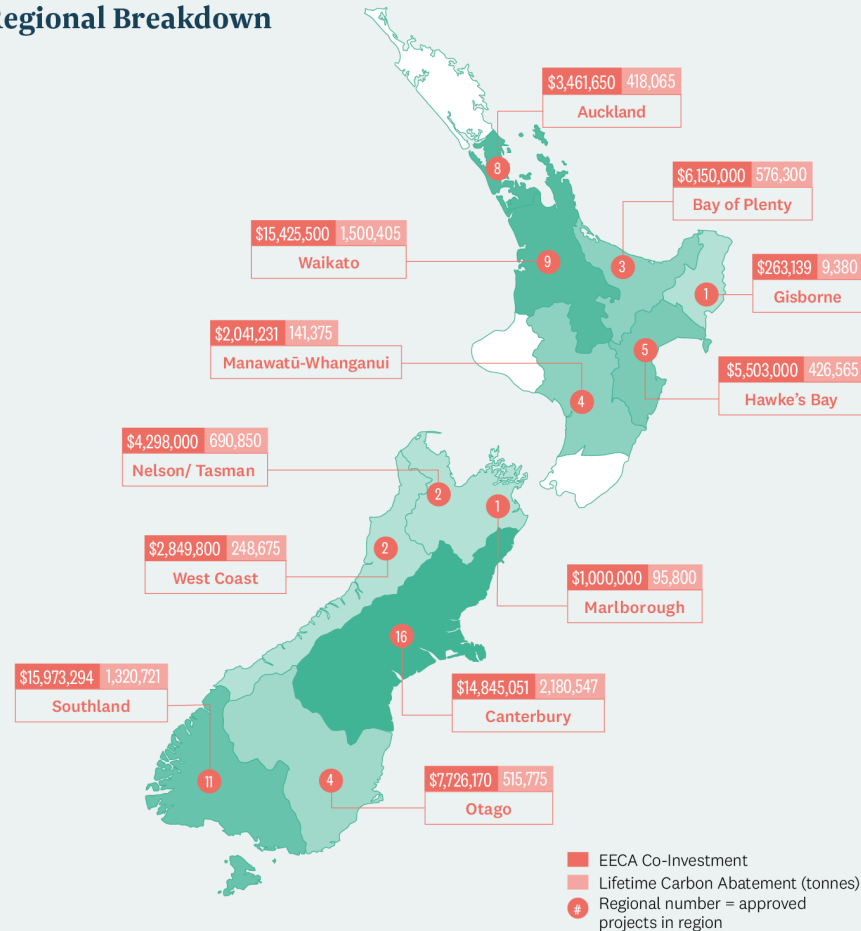 Regional Breakdown
$3,461,650 418,065
Auckland
8
$6,150,000 576,300
Bay of Plenty
3
$15,425,500 1,500,405
Waikato
9
$263,139 9,380
Gisborne
1
$2,041,231 141,375
Manawatū-Whanganui
4
$5,503,000 426,565
Hawke's Bay
5
$4,298,000 690,850
Nelson/ Tasman
2
1
$2,849,800 248,675
West Coast
2
$1,000,000 95,800
Marlborough
16
$15,973,294 1,320,721
Southland
11
$14,845,051 2,180,547
Canterbury
4
$7,726,170 515,775
Otago
EECA Co-Investment
Lifetime Carbon Abatement (tonnes)
# Regional number = approved
projects in region